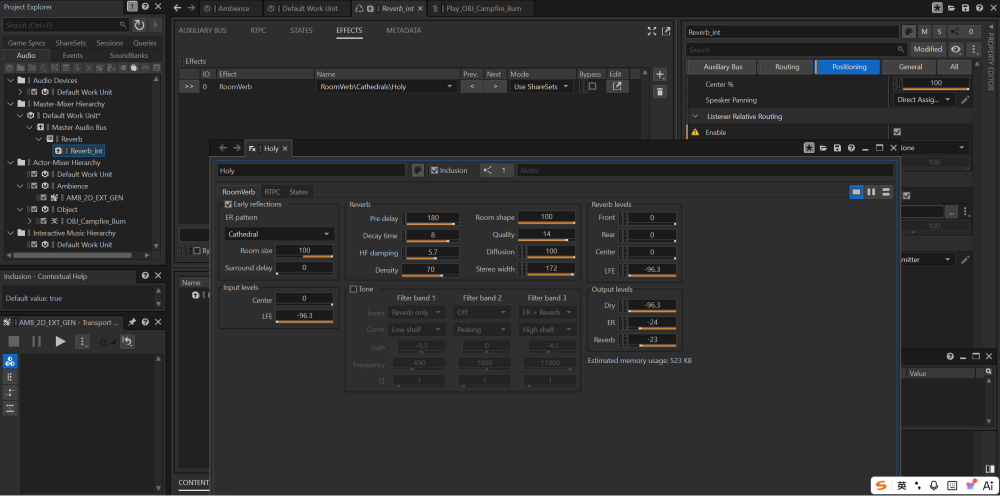 Project Explorer
1
Search (Ctrl+F)
Game Syncs
ShareSets
Sessions
Queries
Audio
Events
SoundBanks
Audio Devices
Default Work Unit
Master-Mixer Hierarchy
Default Work Unit*
Master Audio Bus
Reverb
Reverb_int
Actor-Mixer Hierarchy
Default Work Unit
Ambience
AMB_2D_EXT_GEN
Object
OBJ_Campfire_Burn
Interactive Music Hierarchy
Default Work Unit
Inclusion - Contextual Help
Default value: true
AMB_2D_EXT_GEN - Transport ...
Ambience
Default Work Unit
Reverb_int
Play_OBJ_Campfire_Burn
AUXILIARY BUS
RTPC
STATES
EFFECTS
METADATA
Effects
ID
Effect
Name
Prev.
Next
Mode
Bypass
Edit
>>
0
RoomVerb
RoomVerb\Cathedrals\Holy
<
>
Use ShareSets
By
Name
CONTENT
Reverb_int
M
S
0
Search
Modified
Auxiliary Bus
Routing
Positioning
General
All
Center %
100
Speaker Panning
Direct Assig...
Listener Relative Routing
Enable
None
100
...
mitter
100
Value
PROPERTY EDITOR
Holy
Holy
Inclusion
1
Notes
RoomVerb
RTPC
States
Early reflections
ER pattern
Cathedral
Room size
100
Surround delay
0
Input levels
Center
0
LFE
-96.3
Reverb
Pre delay
180
Decay time
8
HF damping
5.7
Density
70
Room shape
100
Quality
14
Diffusion
100
Stereo width
172
Tone
Filter band 1
Filter band 2
Filter band 3
Insert
Reverb only
Off
ER + Reverb
Curve
Low shelf
Peaking
High shelf
Gain
-0.5
0
-4.5
Frequency
400
1000
11000
Q
1
1
1
Reverb levels
Front
0
Rear
0
Center
0
LFE
-96.3
Output levels
Dry
-96.3
ER
-24
Reverb
-23
Estimated memory usage: 523 KB
S
英
AI